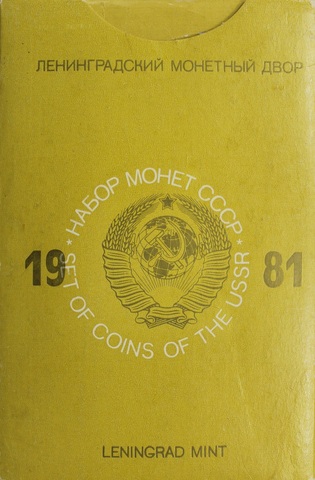 ЛЕНИНГРАДСКИЙ МОНЕТНЫЙ ДВОР
* НАБОР МОНЕТ СССР *
19 81
SET OF COINS OF THE USSR
LENINGRAD MINT